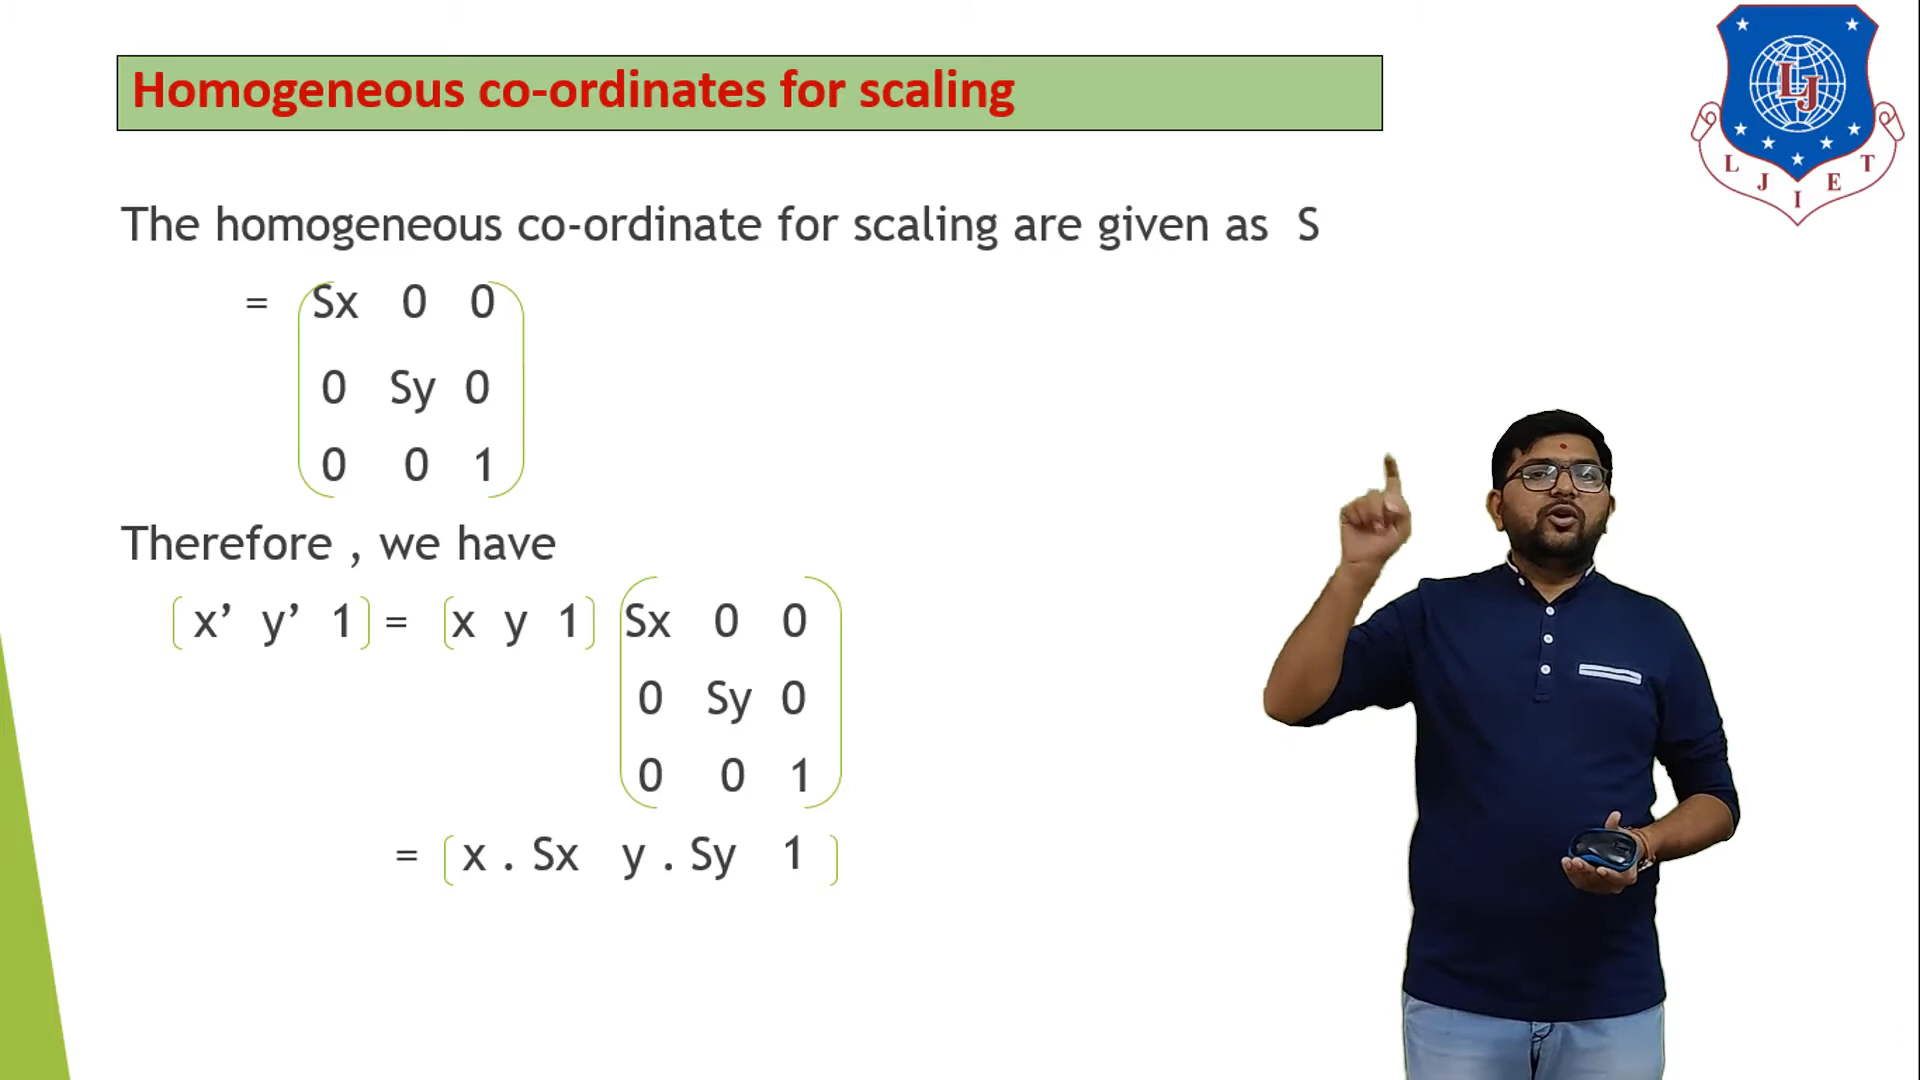 Homogeneous co-ordinates for scaling
The homogeneous co-ordinate for scaling are given as S
= Sx 0 0
0 Sy 0
0 0 1
Therefore , we have
x’ y’ 1 = x y 1 Sx 0 0
0 Sy 0
0 0 1
= x . Sx y . Sy 1
LJ
L J I E T